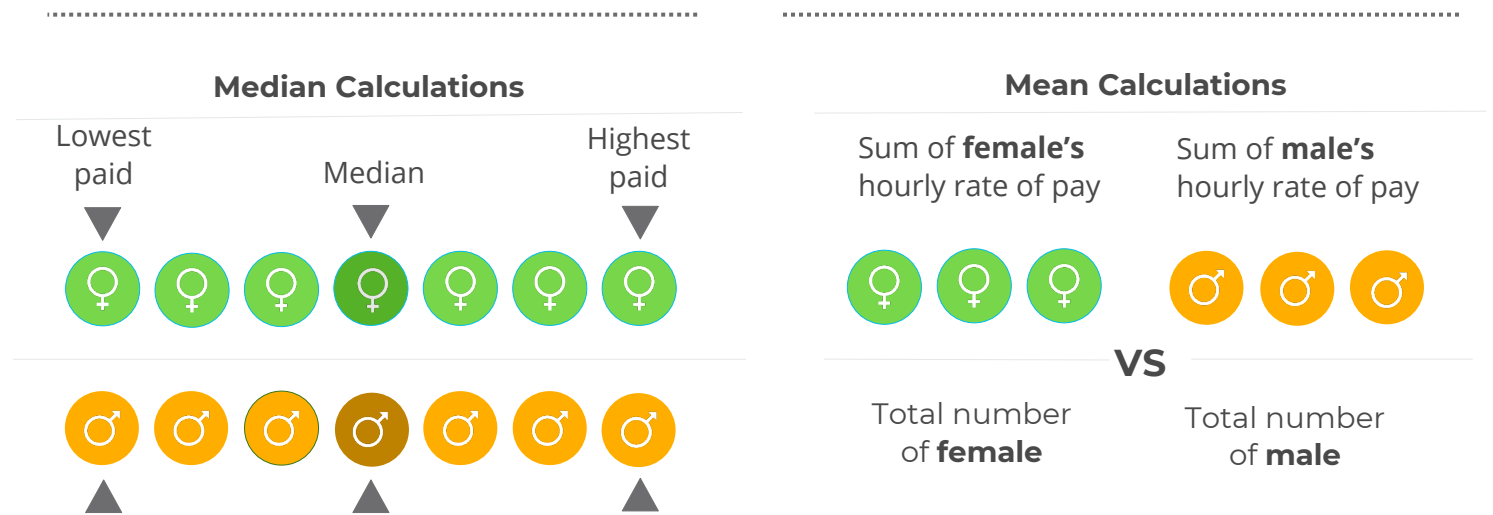 Median Calculations
Lowest
paid
Median
Highest
paid
Mean Calculations
Sum of female's
hourly rate of pay
Sum of male's
hourly rate of pay
VS
Total number
of female
Total number
of male